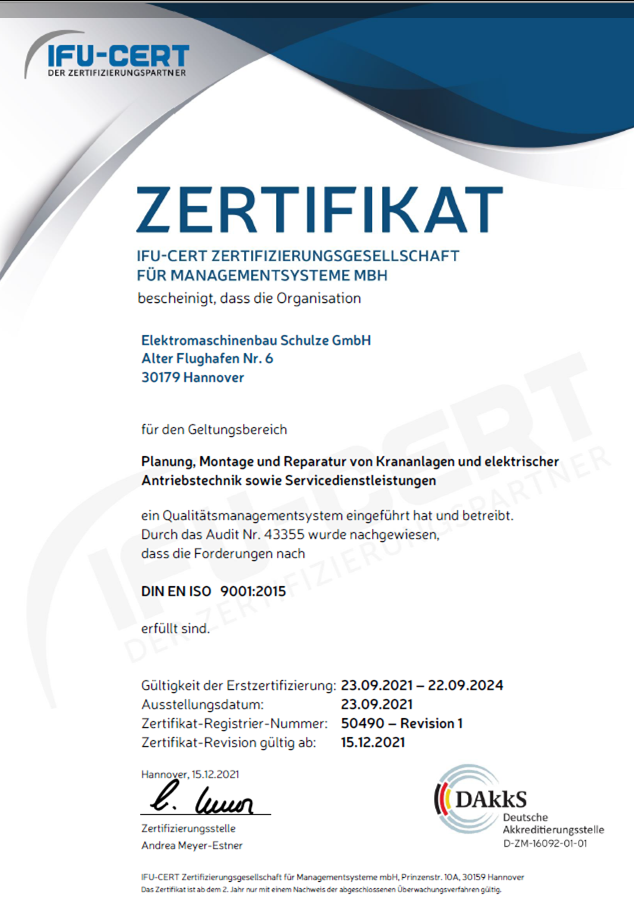 IFU-CERT
DER ZERTIFIZIERUNGSPARTNER
ZERTIFIKAT
IFU-CERT ZERTIFIZIERUNGSGESELLSCHAFT
FÜR MANAGEMENTSYSTEME MBH
bescheinigt, dass die Organisation
Elektromaschinenbau Schulze GmbH
Alter Flughafen Nr. 6
30179 Hannover
für den Geltungsbereich
Planung, Montage und Reparatur von Krananlagen und elektrischer
Antriebstechnik sowie Servicedienstleistungen
ein Qualitätsmanagementsystem eingeführt hat und betreibt.
Durch das Audit Nr. 43355 wurde nachgewiesen,
dass die Forderungen nach
DIN EN ISO 9001:2015
erfüllt sind.
IFU-CERT
DER ZERTIFIZIERUNGSPARTNER
Gültigkeit der Erstzertifizierung: 23.09.2021 – 22.09.2024
Ausstellungsdatum: 23.09.2021
Zertifikat-Registrier-Nummer: 50490 – Revision 1
Zertifikat-Revision gültig ab: 15.12.2021
Hannover, 15.12.2021
Zertifizierungsstelle
Andrea Meyer-Estner
DAkkS
Deutsche
Akkreditierungsstelle
D-ZM-16092-01-01
IFU-CERT Zertifizierungsgesellschaft für Managementsysteme mbH, Prinzenstr. 10A, 30159 Hannover
Das Zertifikat ist ab dem 2. Jahr nur mit einem Nachweis der abgeschlossenen Überwachungsverfahren gültig.